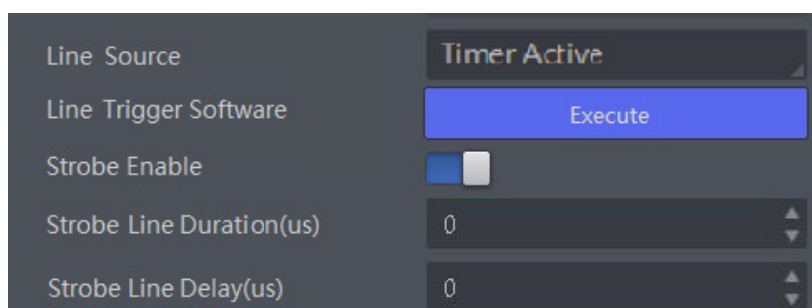 Line Source Timer Active
Line Trigger Software Execute
Strobe Enable
Strobe Line Duration(us) 0
Strobe Line Delay(us) 0